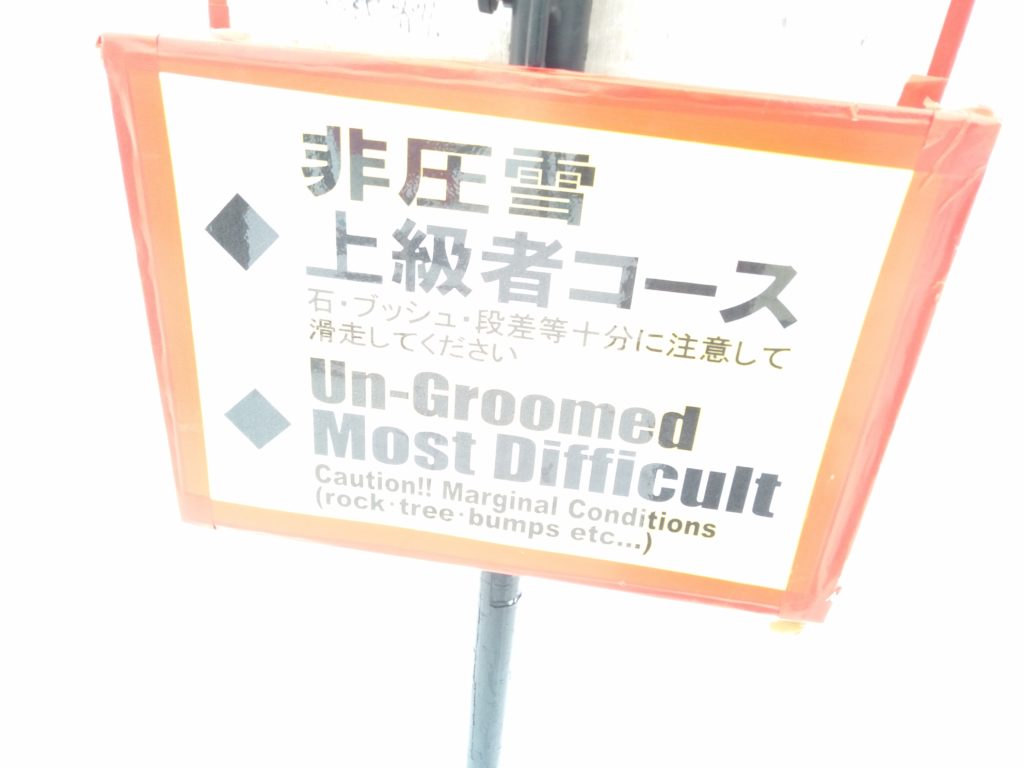 非圧雪
上級者コース
石・ブッシュ・段差等十分に注意して
滑走してください
Un-Groomed
Most Difficult
Caution!! Marginal Conditions
(rock･tree･bumps etc...)